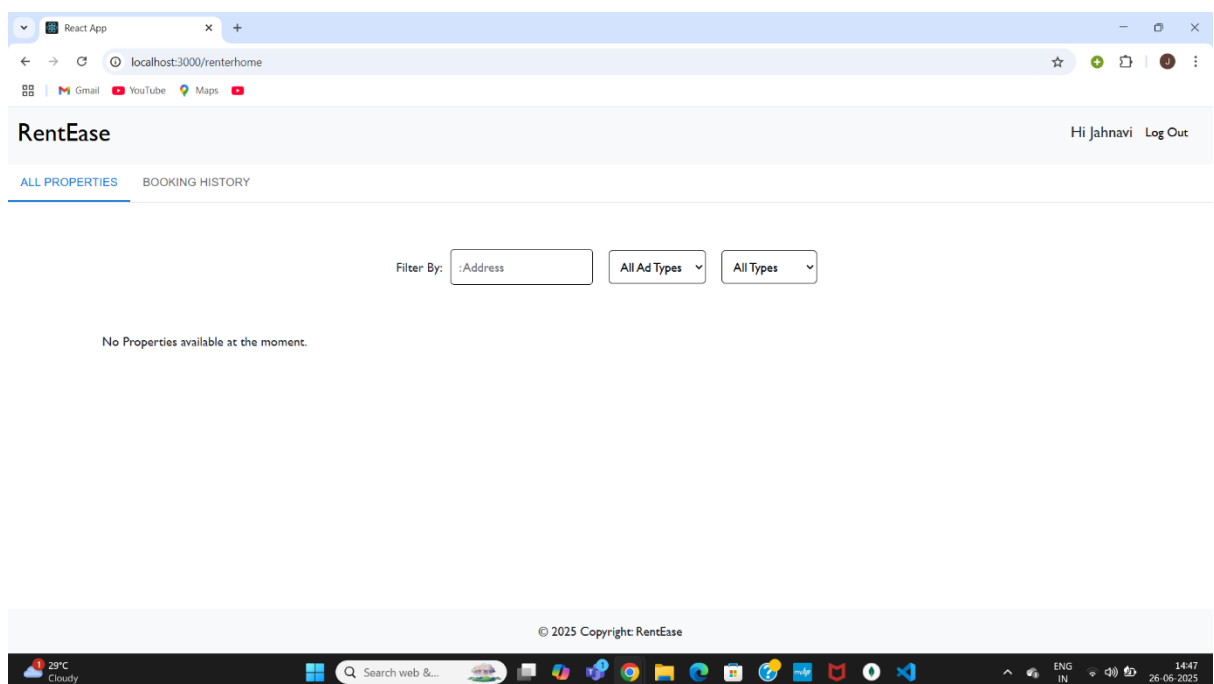 React App
localhost:3000/renterhome
Gmail YouTube Maps
RentEase
Hi Jahnavi Log Out
ALL PROPERTIES BOOKING HISTORY
Filter By: :Address All Ad Types All Types
No Properties available at the moment.
© 2025 Copyright: RentEase
1 29°C
Cloudy
Search web &...
1
ENG
IN
14:47
26-06-2025
J